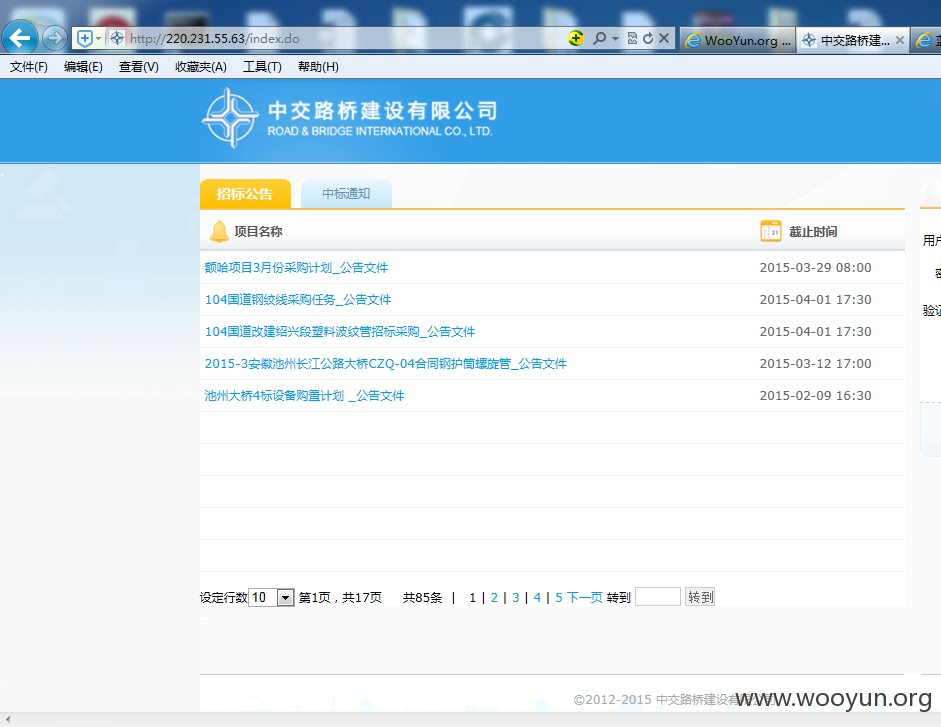 http://220.231.55.63/index.do
WooYun.org ...
中交路桥建...
文件(F) 编辑(E) 查看(V) 收藏夹(A) 工具(T) 帮助(H)
中交路桥建设有限公司
ROAD & BRIDGE INTERNATIONAL CO., LTD.
招标公告 中标通知
项目名称 截止时间
额哈项目3月份采购计划_公告文件 2015-03-29 08:00
104国道钢绞线采购任务_公告文件 2015-04-01 17:30
104国道改建绍兴段塑料波纹管招标采购_公告文件 2015-04-01 17:30
2015-3安徽池州长江公路大桥CZQ-04合同钢护筒螺旋管_公告文件 2015-03-12 17:00
池州大桥4标设备购置计划 _公告文件 2015-02-09 16:30
用户
验证
设定行数 10 第1页，共17页 共85条 | 1 | 2 | 3 | 4 | 5 下一页 转到 转到
©2012-2015 中交路桥建设有
www.wooyun.org